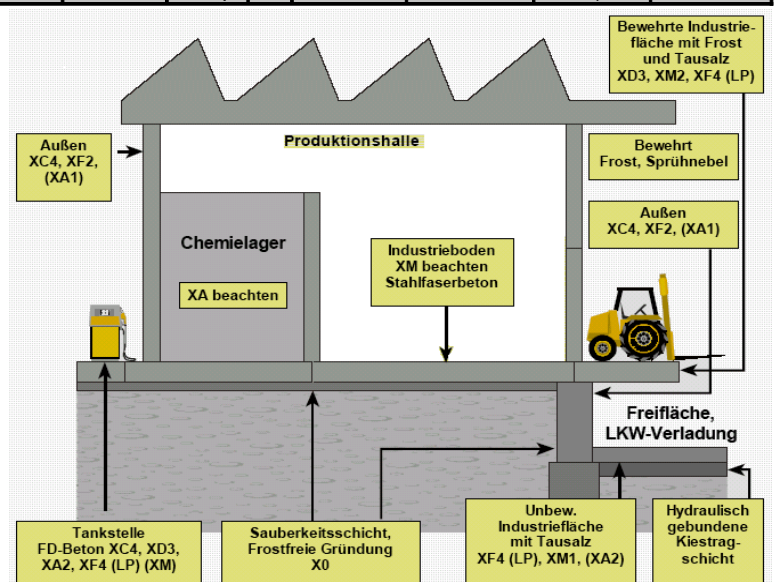 Bewehrte Industrie-
fläche mit Frost
und Tausalz
XD3, XM2, XF4 (LP)
Produktionshalle
Außen
XC4, XF2,
(XA1)
Bewehrt
Frost, Sprühnebel
Außen
XC4, XF2, (XA1)
Chemielager
XA beachten
Industrieboden
XM beachten
Stahlfaserbeton
Freifläche,
LKW-Verladung
Tankstelle
FD-Beton XC4, XD3,
XA2, XF4 (LP) (XM)
Sauberkeitsschicht,
Frostfreie Gründung
X0
Unbew.
Industriefläche
mit Tausalz
XF4 (LP), XM1, (XA2)
Hydraulisch
gebundene
Kiestrag-
schicht